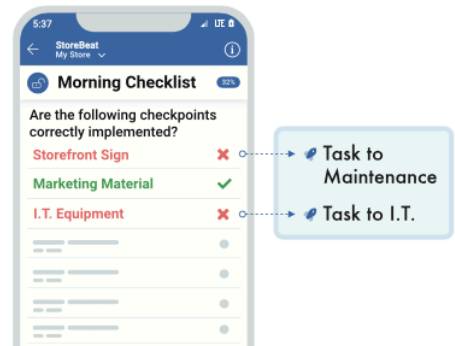 5:37
LTE
StoreBeat
My Store
Morning Checklist
32%
Are the following checkpoints
correctly implemented?
Storefront Sign
Marketing Material
I.T. Equipment
Task to
Maintenance
Task to I.T.